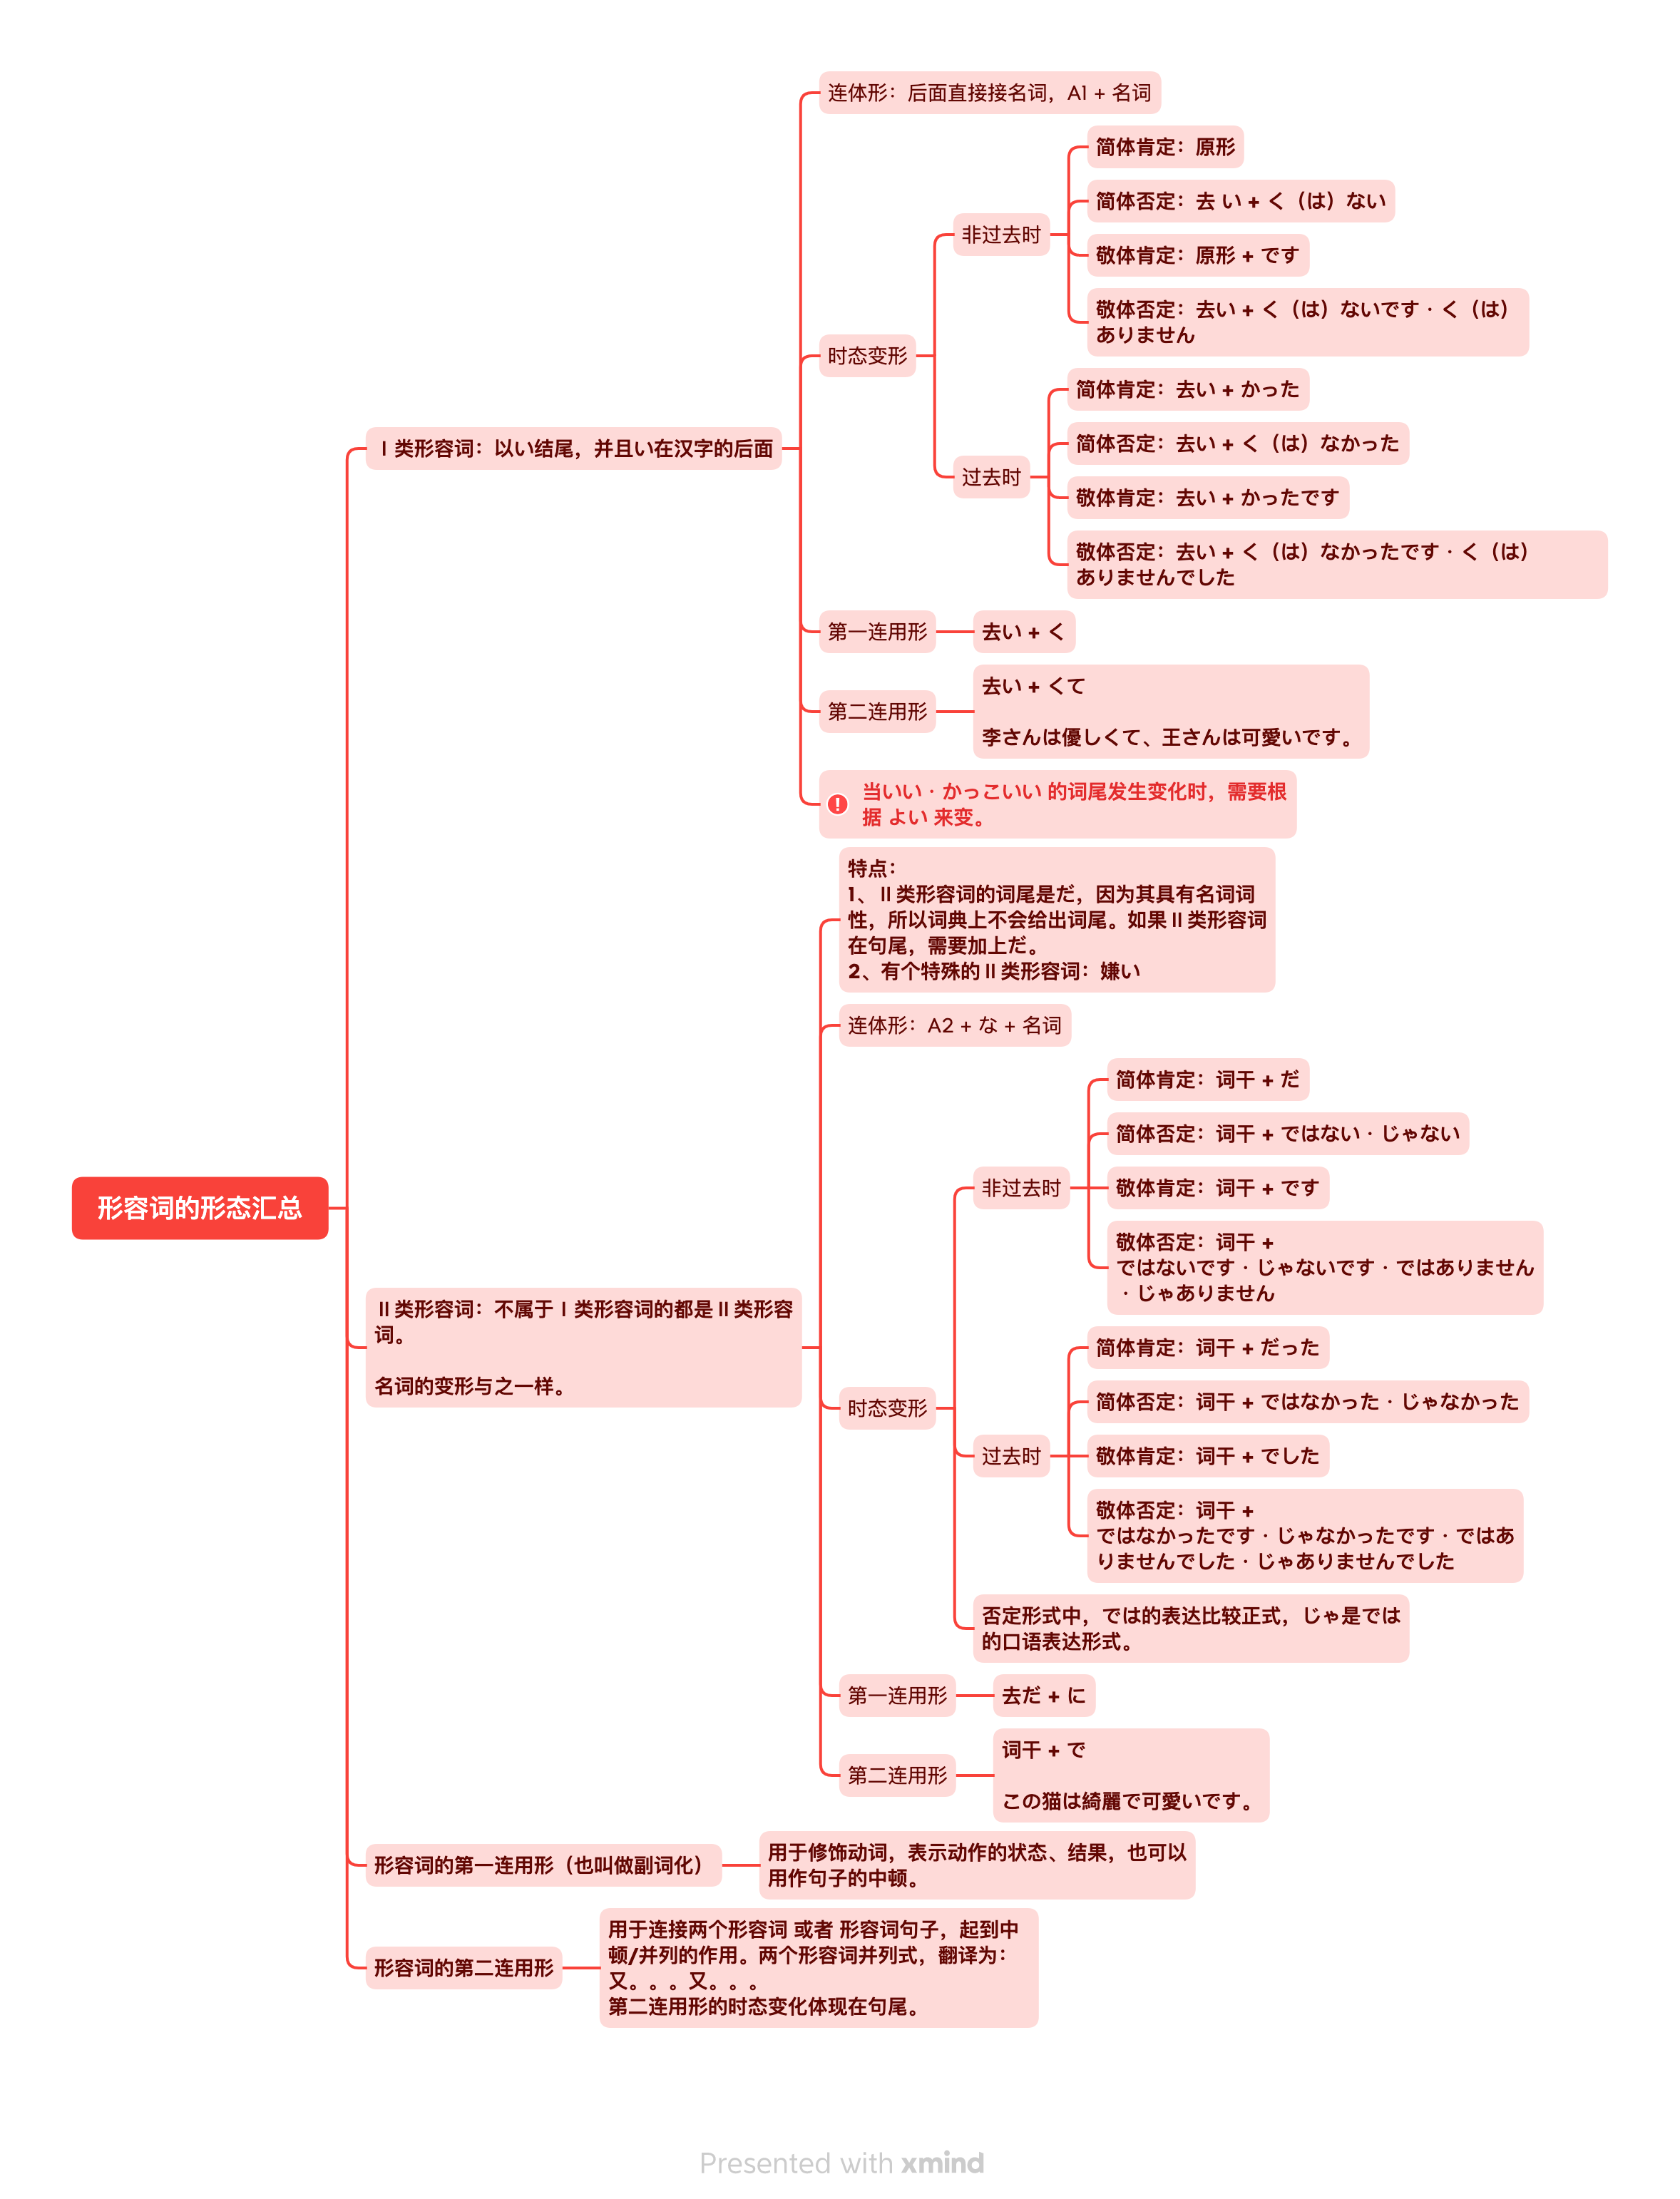 形容词的形态汇总
Ⅰ类形容词：以い结尾，并且い在汉字的后面
连体形：后面直接接名词，A1 + 名词
时态变形
非过去时
简体肯定：原形
简体否定：去 い + く（は）ない
敬体肯定：原形 + です
敬体否定：去い + く（は）ないです · く（は）
ありません
过去时
简体肯定：去い + かった
简体否定：去い + く（は）なかった
敬体肯定：去い + かったです
敬体否定：去い + く（は）なかったです · く（は）
ありませんでした
第一连用形
去い + く
第二连用形
去い + くて
李さんは優しくて、王さんは可愛いです。
当いい · かっこいい 的词尾发生变化时，需要根
据 よい 来变。
Ⅱ类形容词：不属于Ⅰ类形容词的都是Ⅱ类形容
词。
名词的变形与之一样。
特点：
1、Ⅱ类形容词的词尾是だ，因为其具有名词词
性，所以词典上不会给出词尾。如果Ⅱ类形容词
在句尾，需要加上だ。
2、有个特殊的Ⅱ类形容词：嫌い
连体形：A2 + な + 名词
时态变形
非过去时
简体肯定：词干 + だ
简体否定：词干 + ではない · じゃない
敬体肯定：词干 + です
敬体否定：词干 +
ではないです · じゃないです · ではありません
· じゃありません
过去时
简体肯定：词干 + だった
简体否定：词干 + ではなかった · じゃなかった
敬体肯定：词干 + でした
敬体否定：词干 +
ではなかったです · じゃなかったです · ではあ
りませんでした · じゃありませんでした
否定形式中，では的表达比较正式，じゃ是では
的口语表达形式。
第一连用形
去だ + に
第二连用形
词干 + で
この猫は綺麗で可愛いです。
形容词的第一连用形（也叫做副词化）
用于修饰动词，表示动作的状态、结果，也可以
用作句子的中顿。
形容词的第二连用形
用于连接两个形容词 或者 形容词句子，起到中
顿/并列的作用。两个形容词并列式，翻译为：
又。。。又。。。
第二连用形的时态变化体现在句尾。
Presented with xmind